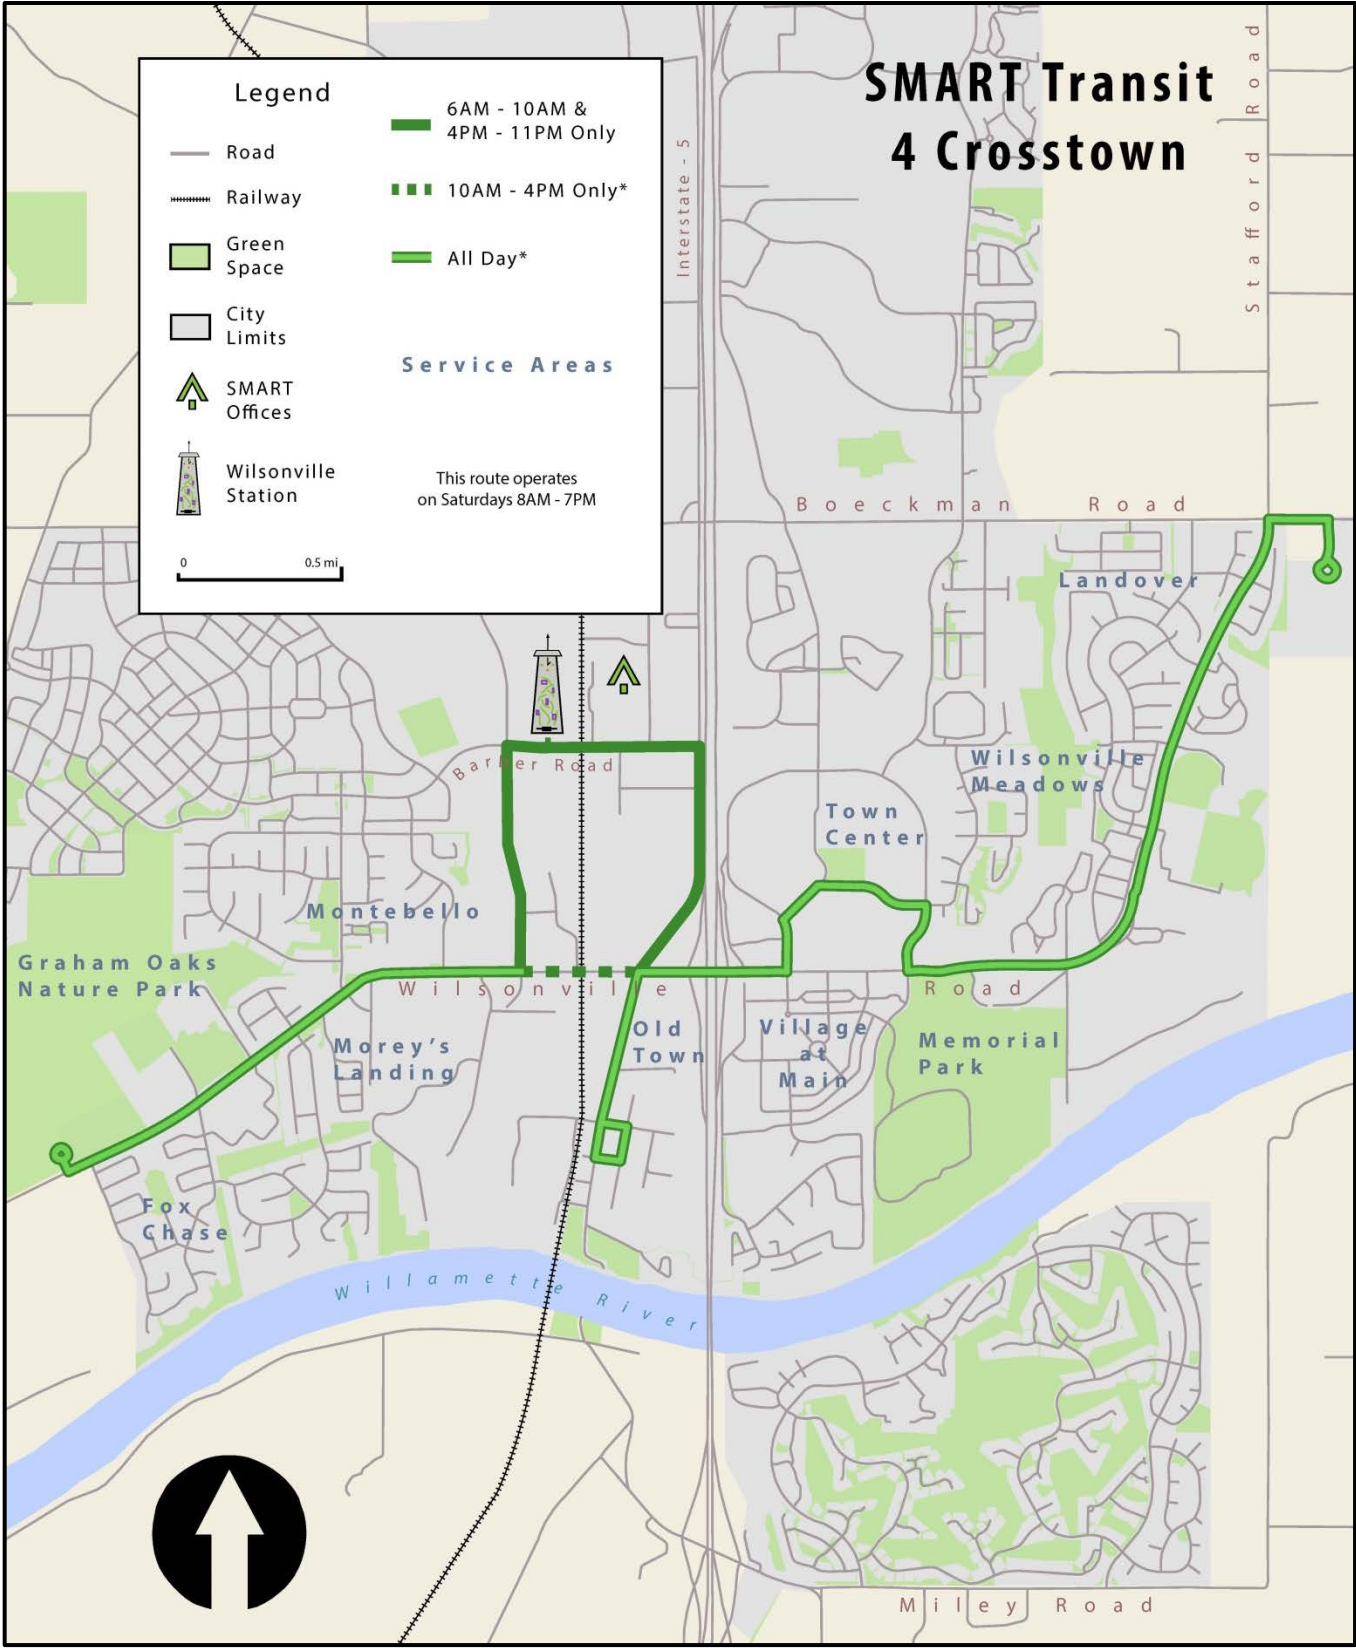 SMART Transit
4 Crosstown
Legend
Road
Railway
Green
Space
City
Limits
SMART
Offices
Wilsonville
Station
0 0.5 mi
6AM - 10AM &
4PM - 11PM Only
10AM - 4PM Only*
All Day*
Service Areas
This route operates
on Saturdays 8AM - 7PM
Interstate - 5
Stafford Road
Boeckman Road
Landover
Barber Road
Wilsonville
Meadows
Town
Center
Montebello
Graham Oaks
Nature Park
Wilsonville Road
Morey's
Landing
Old
Town
Village
at
Main
Memorial
Park
Fox
Chase
Willamette River
Miley Road